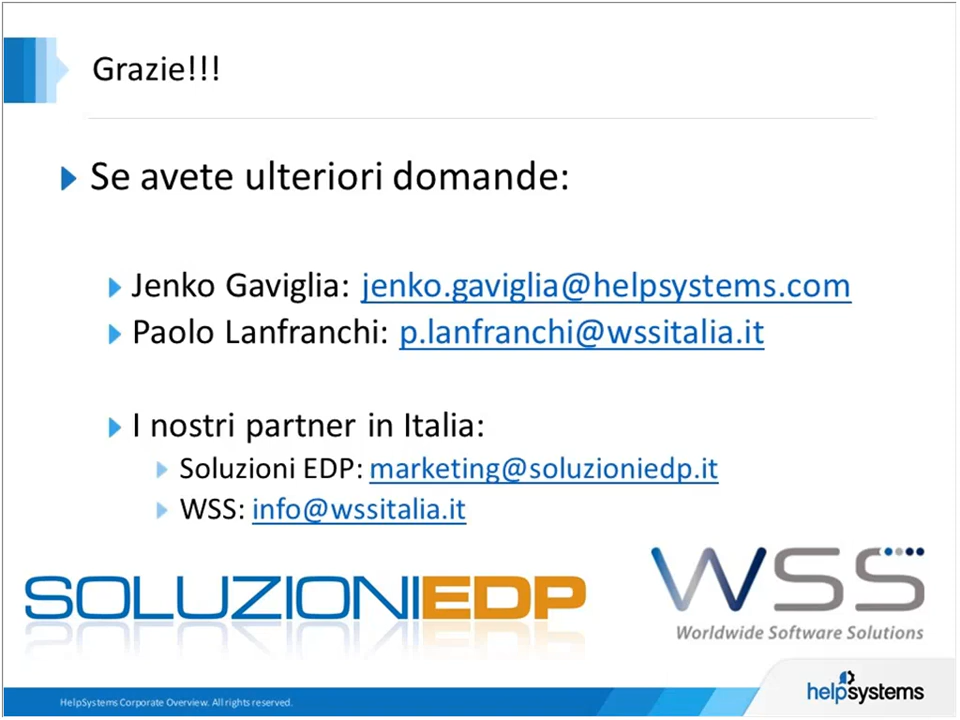 Grazie!!!
Se avete ulteriori domande:
Jenko Gaviglia: jenko.gaviglia@helpsystems.com
Paolo Lanfranchi: p.lanfranchi@wssitalia.it
I nostri partner in Italia:
Soluzioni EDP: marketing@soluzioniedp.it
WSS: info@wssitalia.it
SOLUZIONIEDP
WSS
Worldwide Software Solutions
HelpSystems Corporate Overview. All rights reserved.
helpsystems